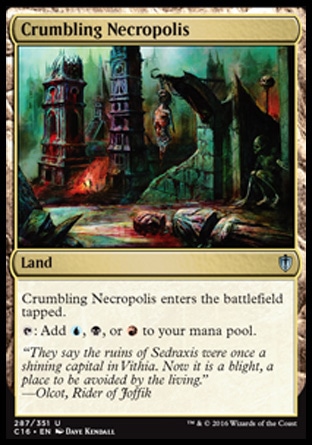 Crumbling Necropolis
Land
Crumbling Necropolis enters the battlefield
tapped.
: Add , , or to your mana pool.
"They say the ruins of Sedraxis were once a
shining capital in Vithia. Now it is a blight, a
place to be avoided by the living."
—Olcot, Rider of Joffik
287/351 U
C16 • EN Dave Kendall
™ & © 2016 Wizards of the Coast